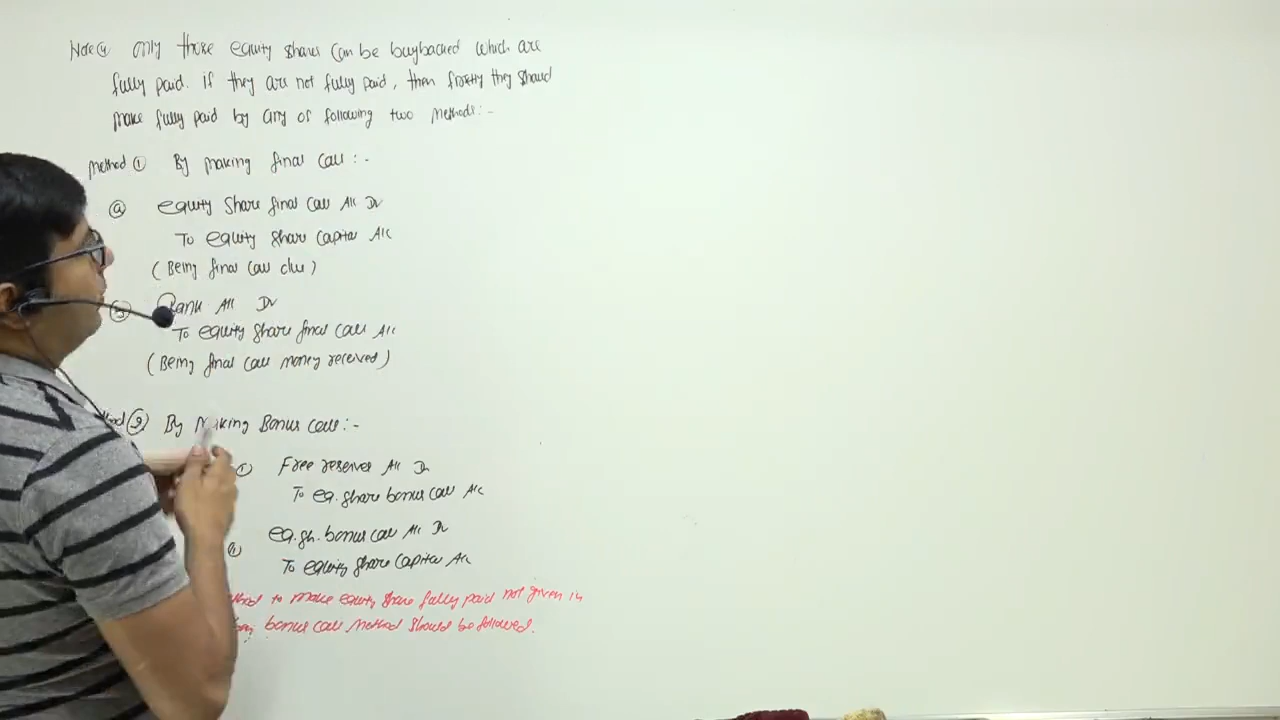 Note④ Only those equity shares can be buybacked which are
fully paid. if they are not fully paid, then firstly they should
make fully paid by any of following two Methods:-
Method ① By making final call:-
ⓐ equity share final call A/c Dr
To equity share capital A/c
(Being final call due)
ⓑ Bank A/c Dr
To equity share final call A/c
(Being final call money received)
② By Making Bonus call:-
① Free reserves A/c Dr
To eq. share bonus call A/c
eq. sh. bonus call A/c Dr
To equity share capital A/c
to make equity share fully paid not given in
bonus call Method should be followed.